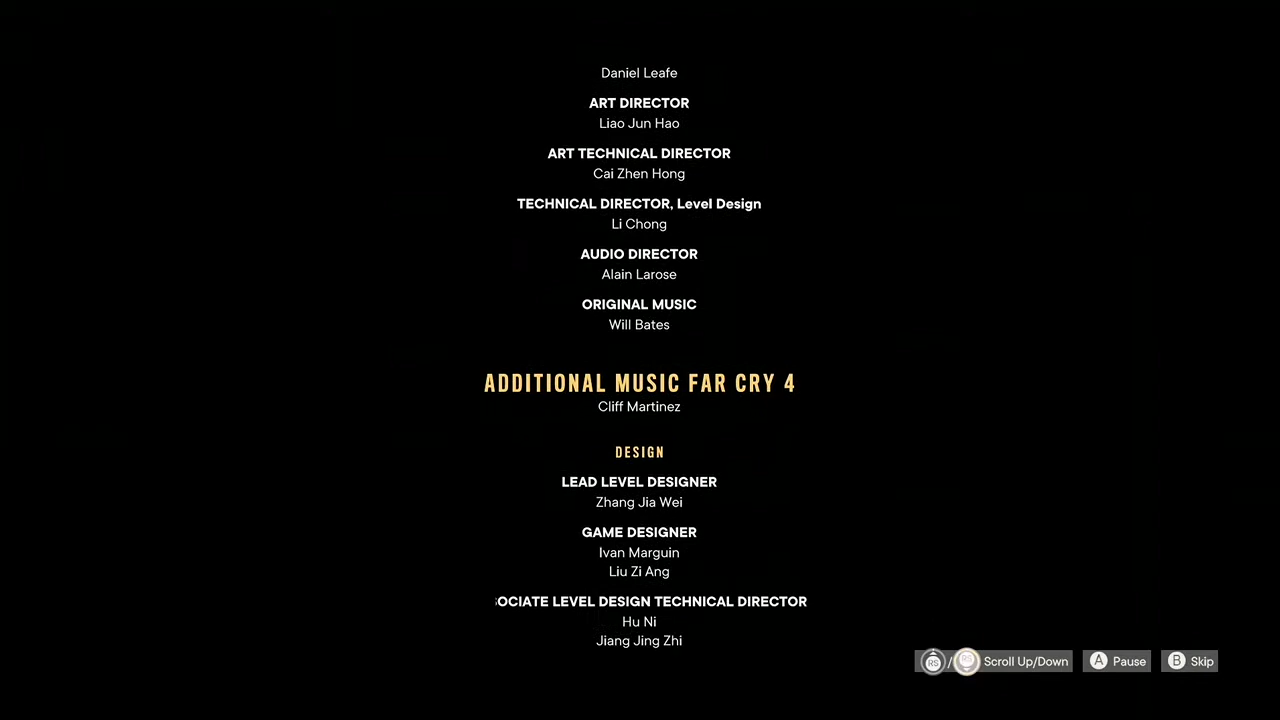 Daniel Leafe
ART DIRECTOR
Liao Jun Hao
ART TECHNICAL DIRECTOR
Cai Zhen Hong
TECHNICAL DIRECTOR, Level Design
Li Chong
AUDIO DIRECTOR
Alain Larose
ORIGINAL MUSIC
Will Bates
ADDITIONAL MUSIC FAR CRY 4
Cliff Martinez
DESIGN
LEAD LEVEL DESIGNER
Zhang Jia Wei
GAME DESIGNER
Ivan Marguin
Liu Zi Ang
OCIATE LEVEL DESIGN TECHNICAL DIRECTOR
Hu Ni
Jiang Jing Zhi
RS / RS Scroll Up/Down A Pause B Skip